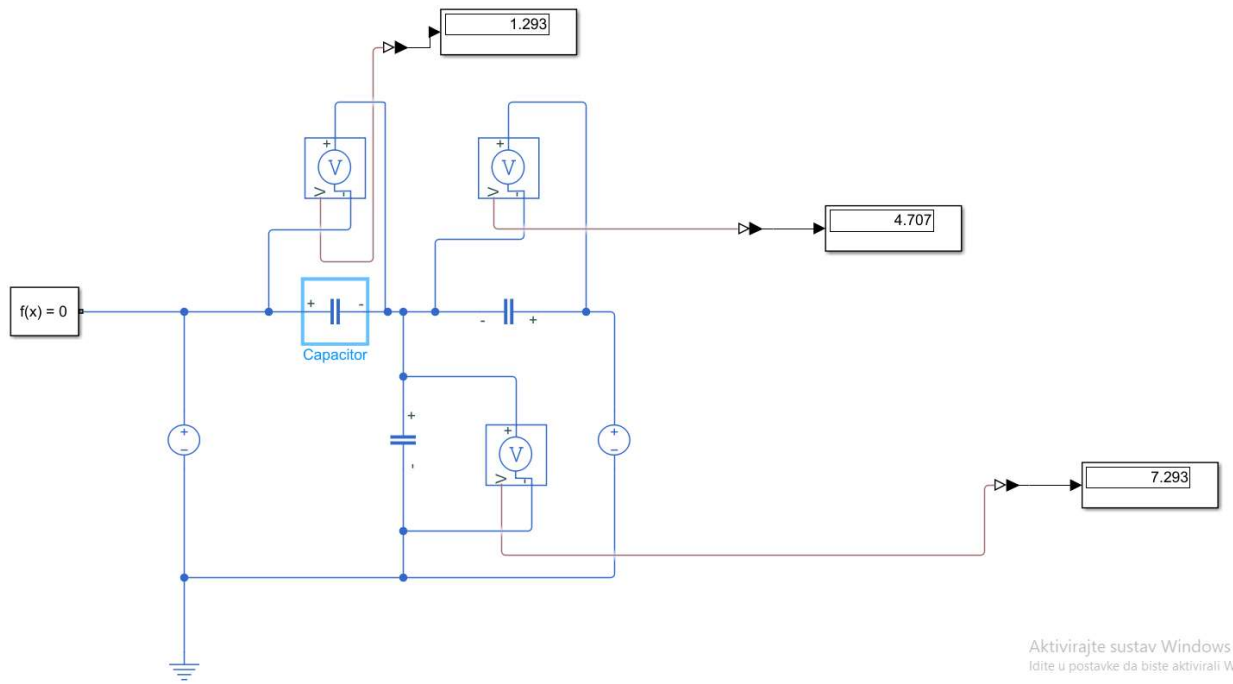 1.293
+
V
V -
+
V
V -
4.707
f(x) = 0
+ -
Capacitor
- +
+
-
+
-
+
V
V -
+
-
7.293
Aktivirajte sustav Windows
Idite u postavke da biste aktivirali W